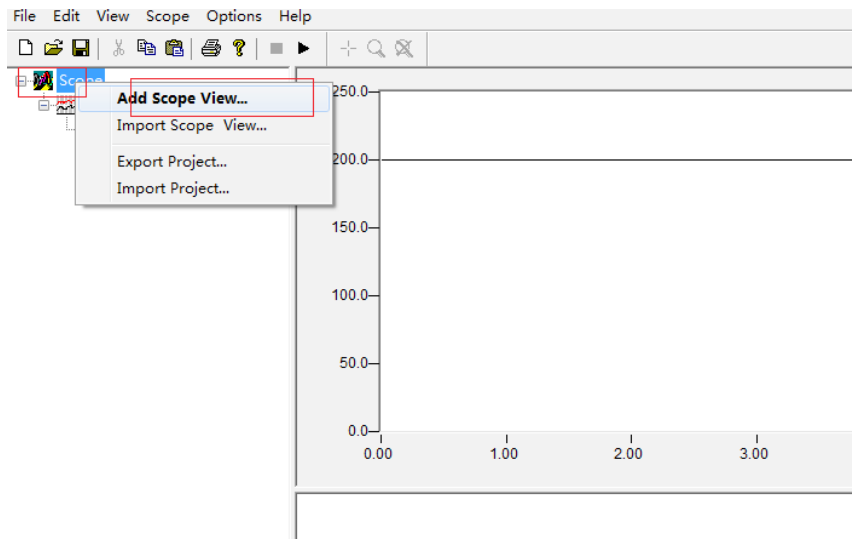 File Edit View Scope Options Help
Scope
Add Scope View...
Import Scope View...
Export Project...
Import Project...
250.0
200.0
150.0
100.0
50.0
0.0
0.00 1.00 2.00 3.00